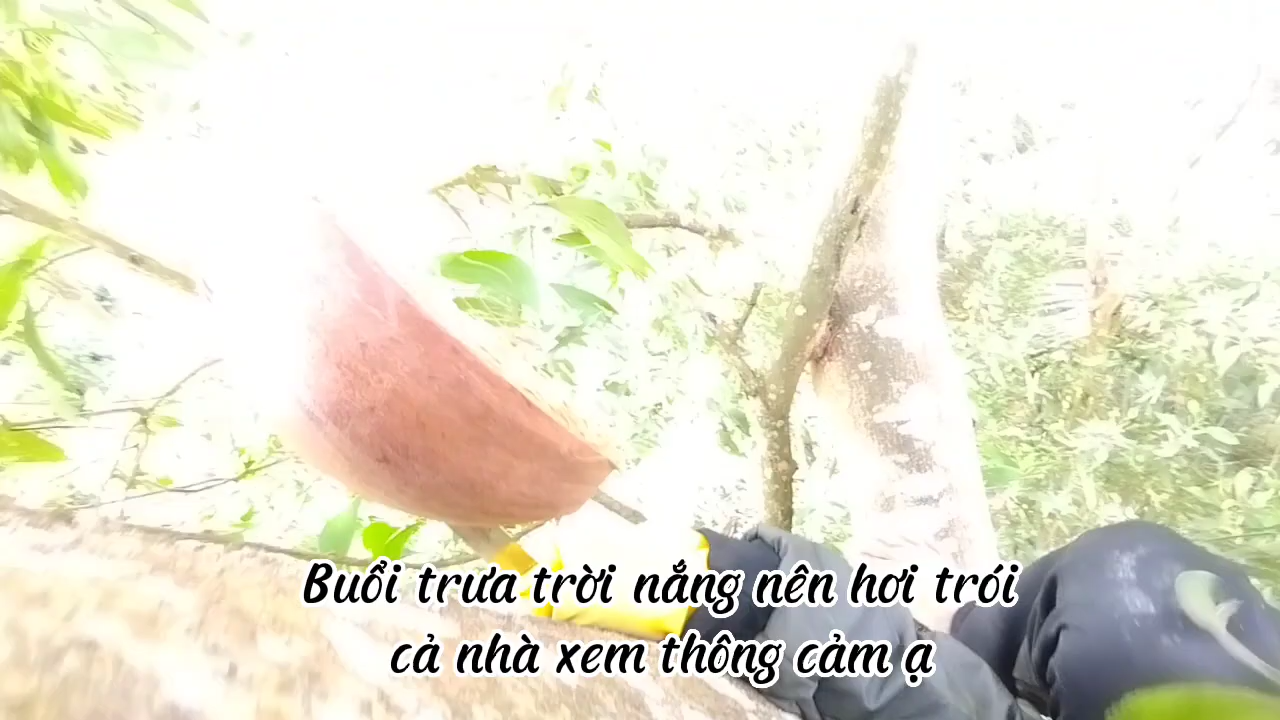 Buổi trưa trời nắng nên hơi trói
cả nhà xem thông cảm ạ